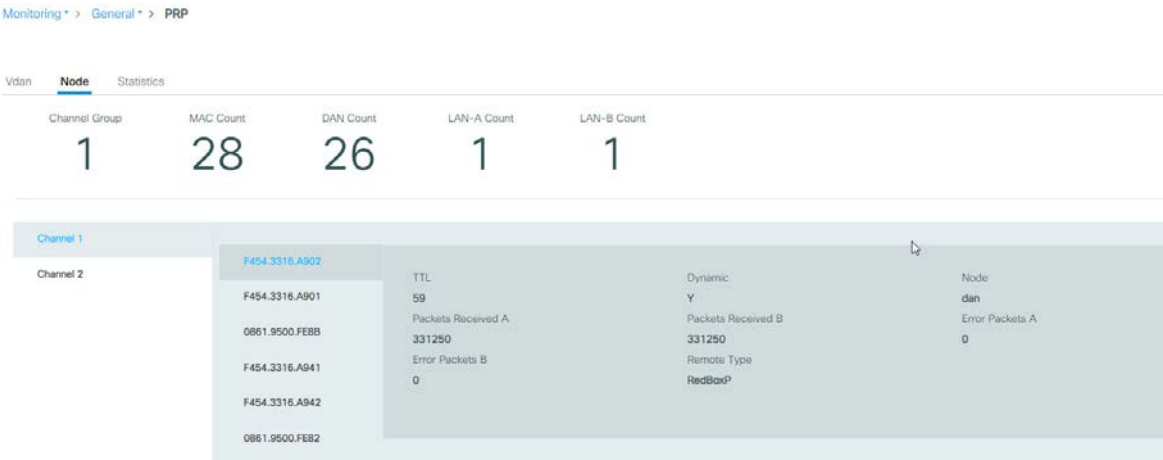 Monitoring > General > PRP
Vdan Node Statistics
Channel Group MAC Count DAN Count LAN-A Count LAN-B Count
1 28 26 1 1
Channel 1
Channel 2
F454.3316.A902
F454.3316.A901
0861.9500.FE8B
F454.3316.A941
F454.3316.A942
0861.9500.FE82
TTL Dynamic Node
59 Y dan
Packets Received A Packets Received B Error Packets A
331250 331250 0
Error Packets B Remote Type
0 RedBoxP